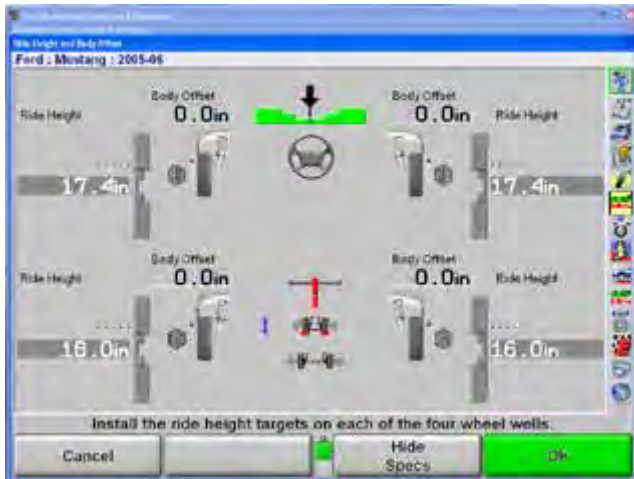 Ride Height and Body Offset
Ford : Mustang : 2005-06
Body Offset
0.0in
Body Offset
0.0in
Ride Height
Ride Height
17.4in
17.4in
Body Offset
0.0in
Body Offset
0.0in
Ride Height
Ride Height
16.0in
16.0in
Install the ride height targets on each of the four wheel wells.
Cancel
Hide
Specs
OK